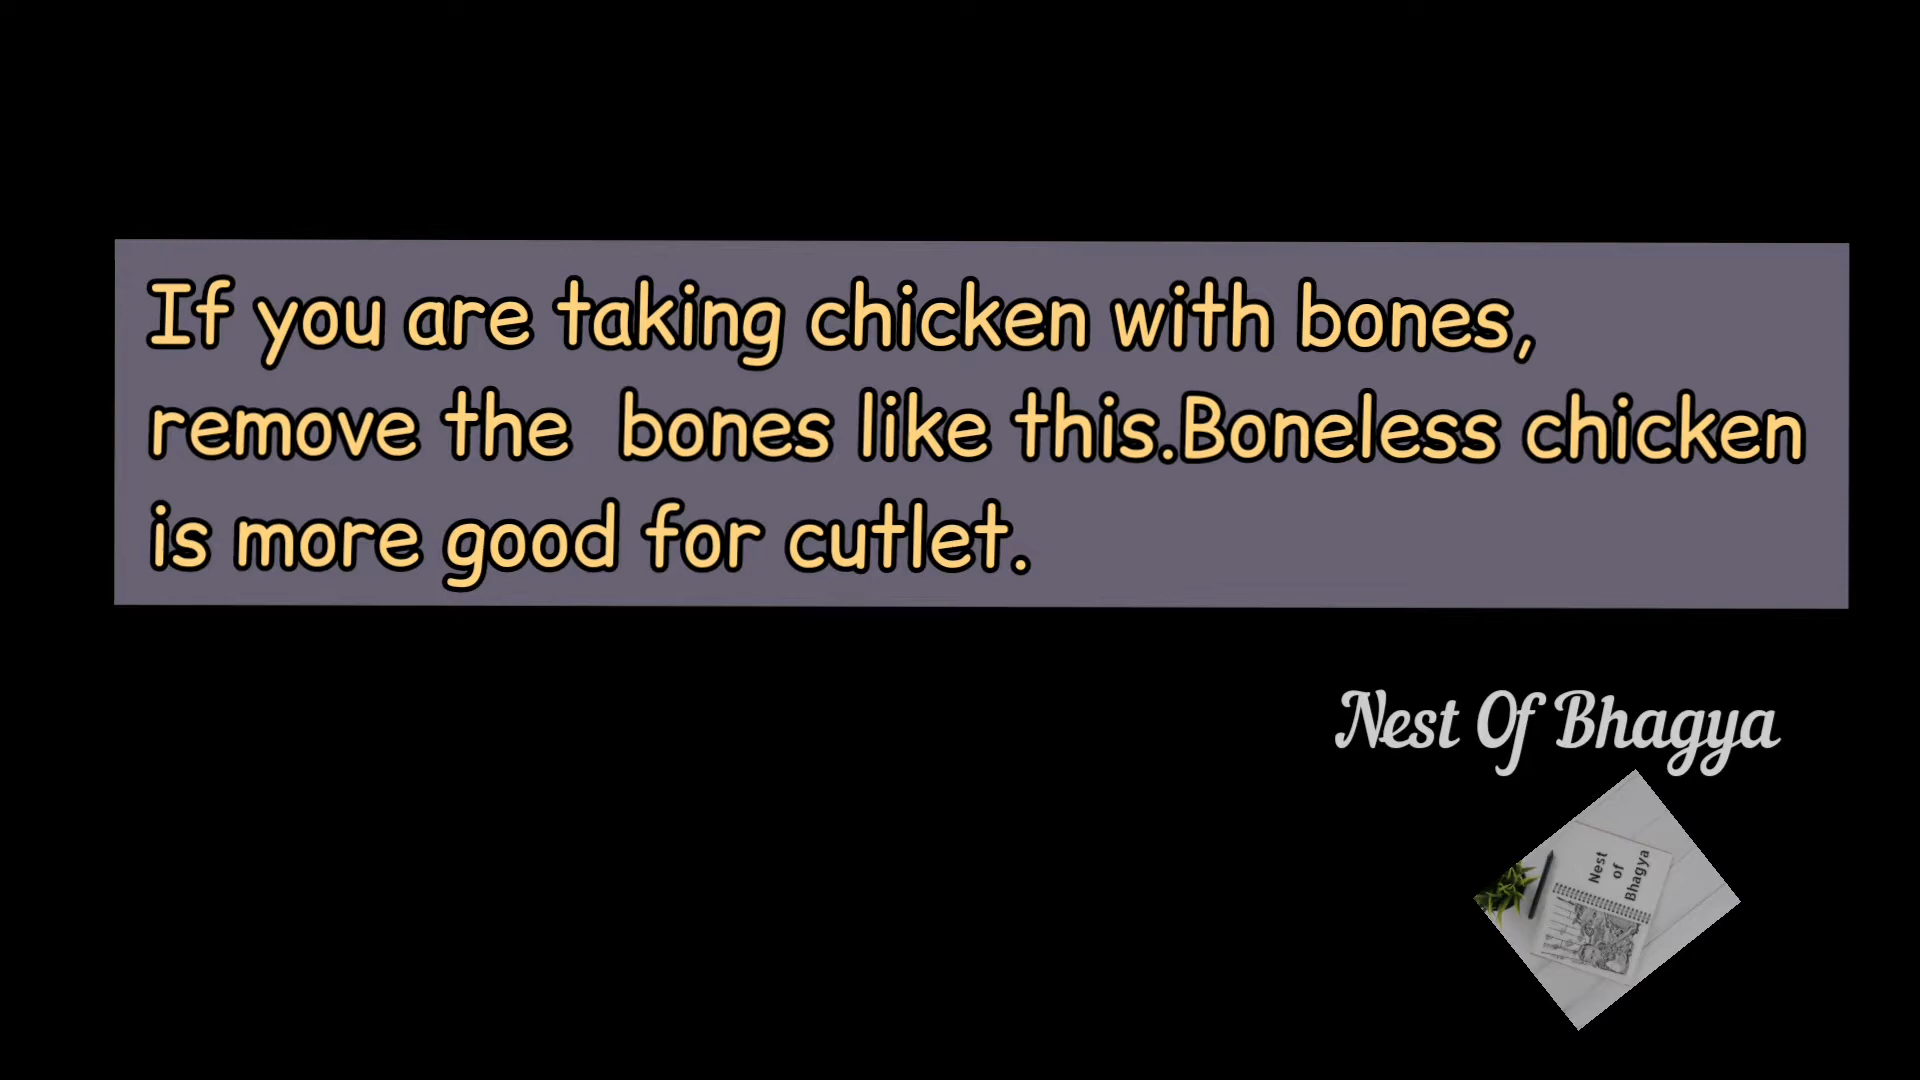 If you are taking chicken with bones,
remove the  bones like this.Boneless chicken
is more good for cutlet.
Nest Of Bhagya
Nest
of
Bhagya